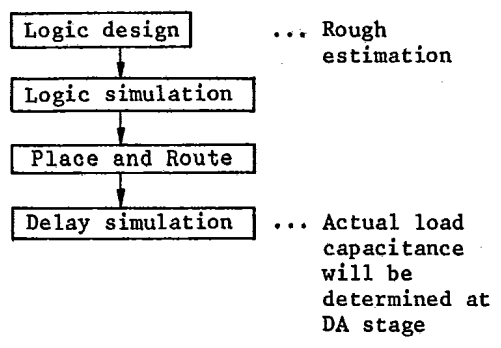 Logic design ... Rough
estimation
Logic simulation
Place and Route
Delay simulation ... Actual load
capacitance
will be
determined at
DA stage